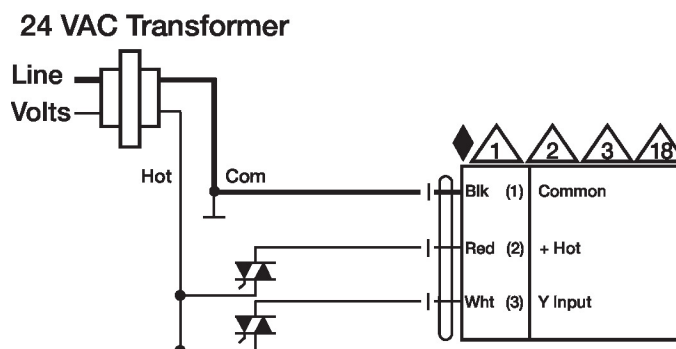 24 VAC Transformer
Line
Volts
Hot
Com
1 2 3 18
Blk (1) Common
Red (2) + Hot
Wht (3) Y Input